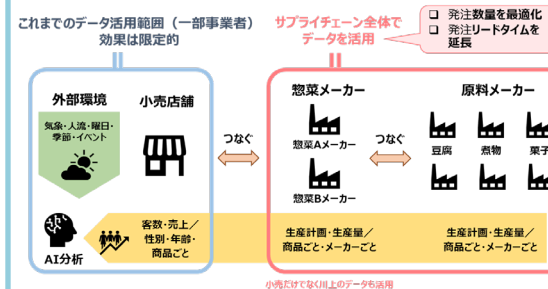 これまでのデータ活用範囲（一部事業者）
効果は限定的
サプライチェーン全体で
データを活用
□ 発注数量を最適化
□ 発注リードタイムを
延長
外部環境
小売店舗
気象・人流・曜日・
季節・イベント
つなぐ
惣菜メーカー
惣菜Aメーカー
惣菜Bメーカー
つなぐ
原料メーカー
豆腐
煮物
菓子
AI分析
客数・売上／
性別・年齢・
商品ごと
生産計画・生産量／
商品ごと・メーカーごと
生産計画・生産量／
商品ごと・メーカーごと
小売だけでなく川上のデータも活用